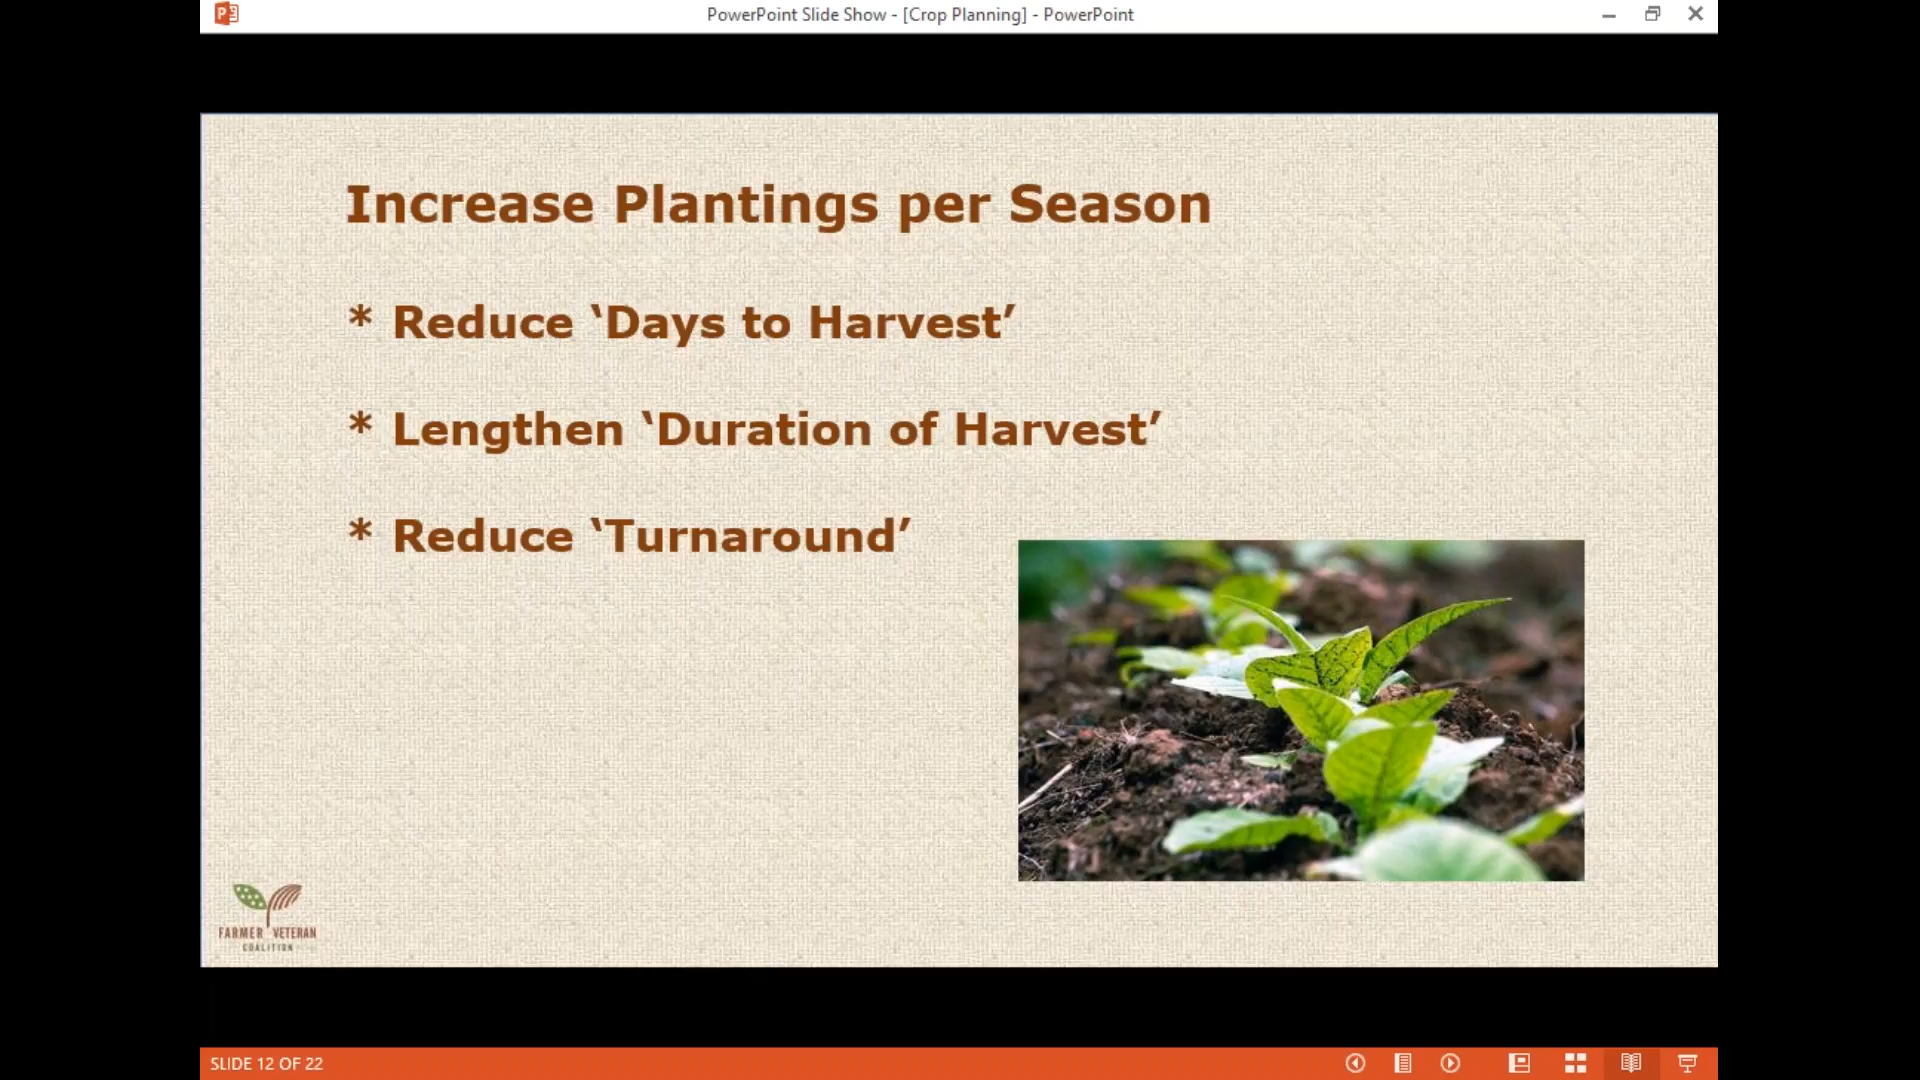 PowerPoint Slide Show - [Crop Planning] - PowerPoint
Increase Plantings per Season
* Reduce ‘Days to Harvest’
* Lengthen ‘Duration of Harvest’
* Reduce ‘Turnaround’
FARMER VETERAN
COALITION
SLIDE 12 OF 22